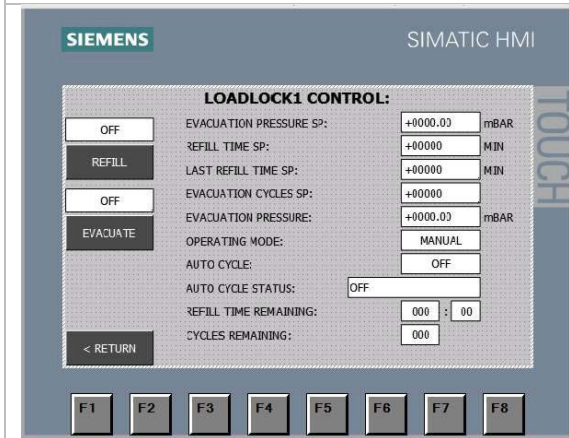 SIEMENS SIMATIC HMI
TOUCH
LOADLOCK1 CONTROL:
OFF
REFILL
OFF
EVACUATE
< RETURN
EVACUATION PRESSURE SP: +0000.00 mBAR
REFILL TIME SP: +00000 MIN
LAST REFILL TIME SP: +00000 MIN
EVACUATION CYCLES SP: +00000
EVACUATION PRESSURE: +0000.00 mBAR
OPERATING MODE: MANUAL
AUTO CYCLE: OFF
AUTO CYCLE STATUS: OFF
REFILL TIME REMAINING: 000 : 00
CYCLES REMAINING: 000
F1 F2 F3 F4 F5 F6 F7 F8